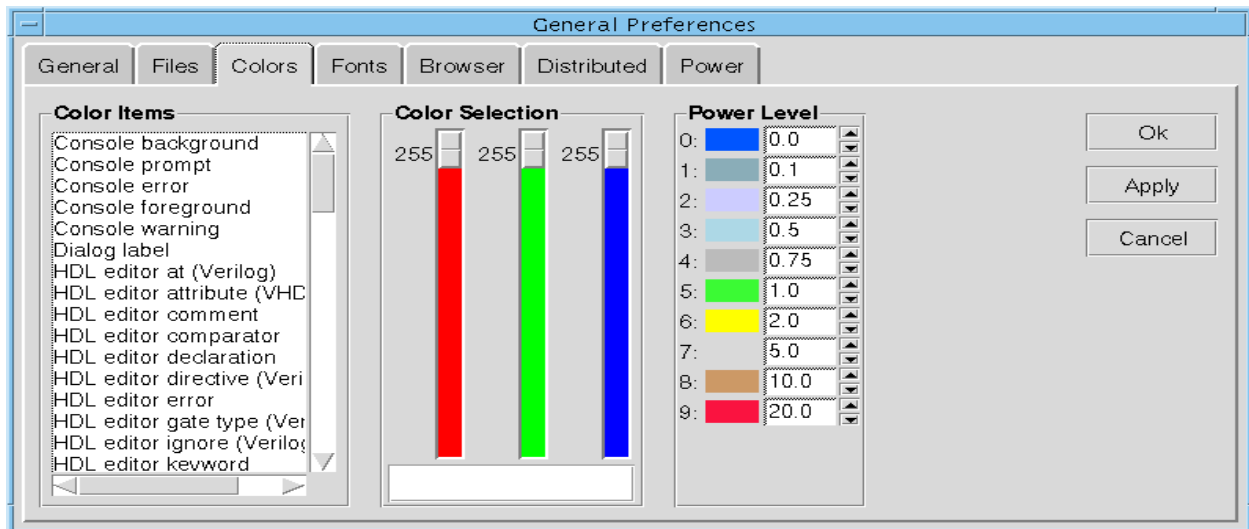 General Preferences
General Files Colors Fonts Browser Distributed Power
Color Items
Console background
Console prompt
Console error
Console foreground
Console warning
Dialog label
HDL editor at (Verilog)
HDL editor attribute (VHD
HDL editor comment
HDL editor comparator
HDL editor declaration
HDL editor directive (Veri
HDL editor error
HDL editor gate type (Ver
HDL editor ignore (Verilog
HDL editor keyword
Color Selection
255 255 255
Power Level
0: 0.0
1: 0.1
2: 0.25
3: 0.5
4: 0.75
5: 1.0
6: 2.0
7: 5.0
8: 10.0
9: 20.0
Ok
Apply
Cancel